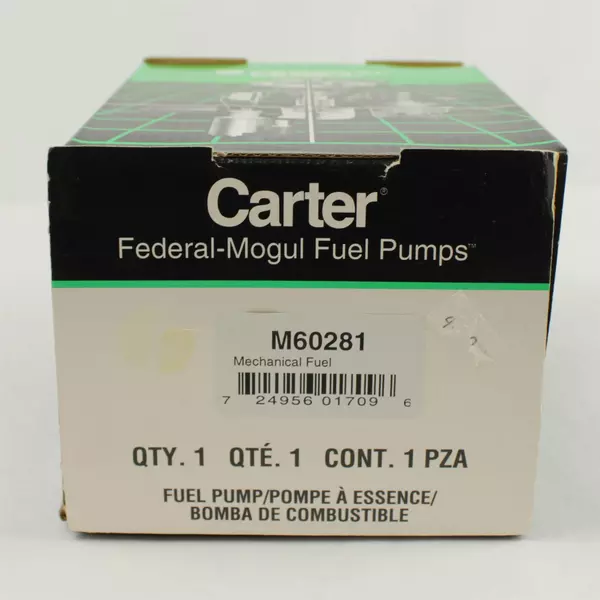 Carter®
Federal-Mogul Fuel Pumps™
M60281
Mechanical Fuel
7 24956 01709 6
QTY. 1 QTÉ. 1 CONT. 1 PZA
FUEL PUMP/POMPE À ESSENCE/
BOMBA DE COMBUSTIBLE